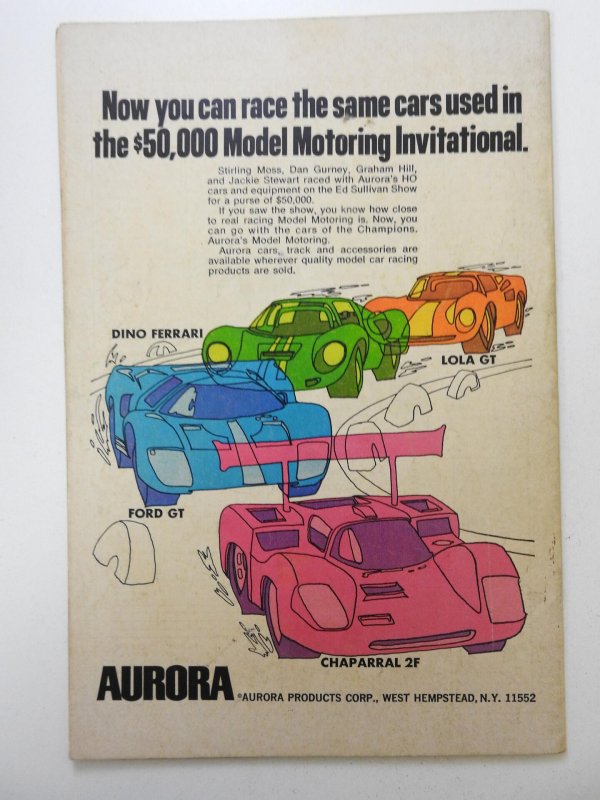 Now you can race the same cars used in
the $50,000 Model Motoring Invitational.
Stirling Moss, Dan Gurney, Graham Hill,
and Jackie Stewart raced with Aurora's HO
cars and equipment on the Ed Sullivan Show
for a purse of $50,000.
If you saw the show, you know how close
to real racing Model Motoring is. Now, you
can go with the cars of the Champions.
Aurora's Model Motoring.
Aurora cars, track and accessories are
available wherever quality model car racing
products are sold.
DINO FERRARI
LOLA GT
FORD GT
CHAPARRAL 2F
AURORA ©AURORA PRODUCTS CORP., WEST HEMPSTEAD, N.Y. 11552